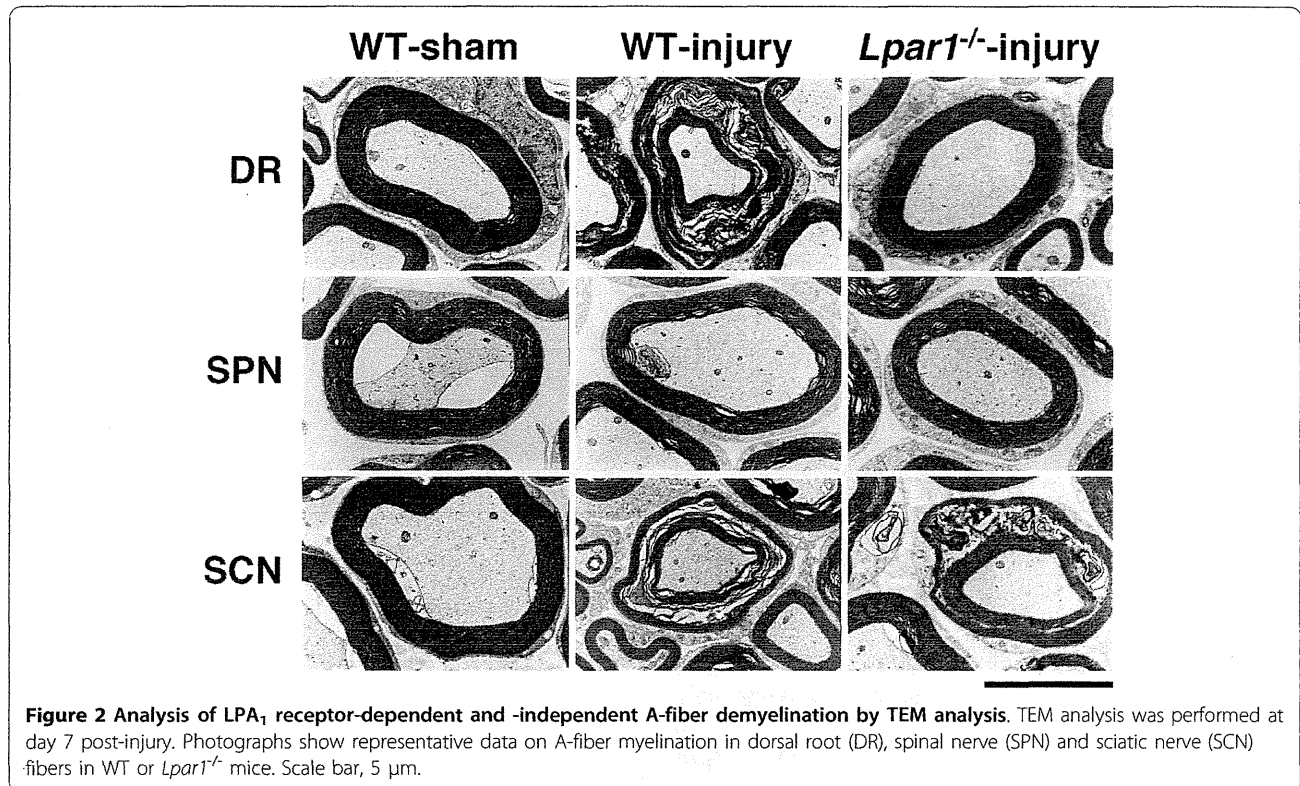 WT-sham WT-injury Lpar1-/--injury
DR
SPN
SCN
Figure 2 Analysis of LPA1 receptor-dependent and -independent A-fiber demyelination by TEM analysis. TEM analysis was performed at
day 7 post-injury. Photographs show representative data on A-fiber myelination in dorsal root (DR), spinal nerve (SPN) and sciatic nerve (SCN)
fibers in WT or Lpar1-/- mice. Scale bar, 5 μm.